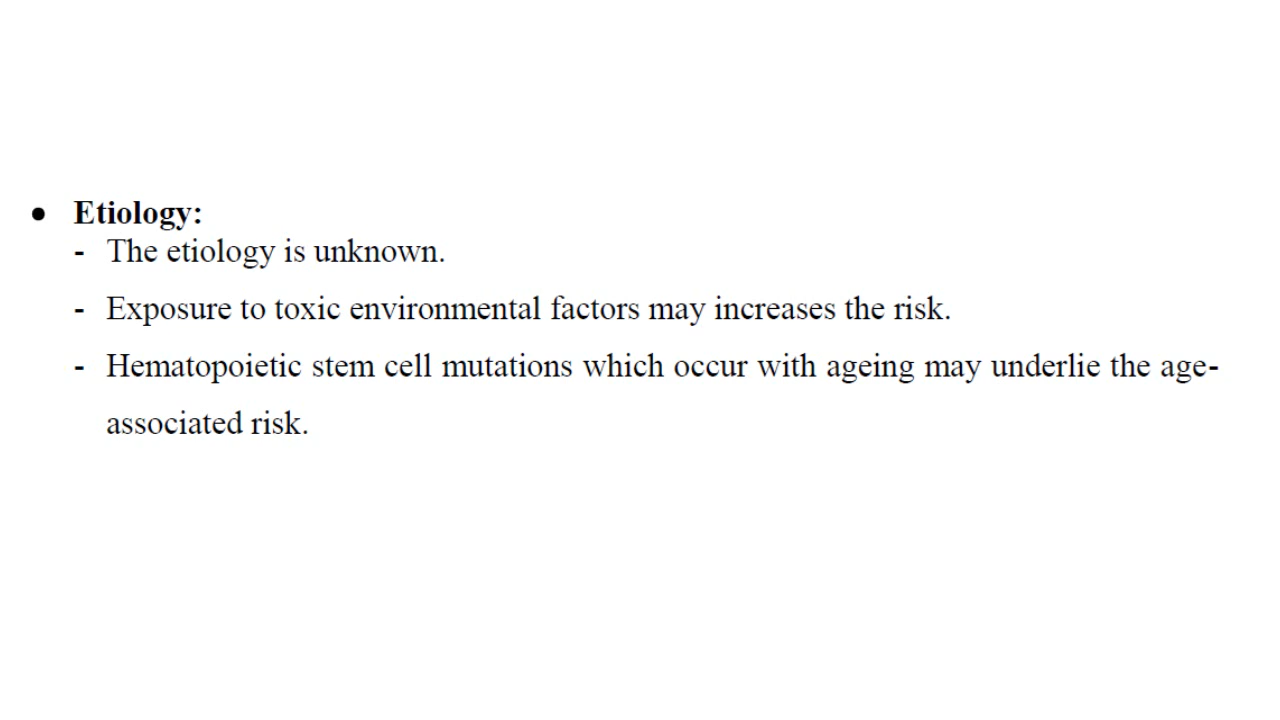 • Etiology:
- The etiology is unknown.
- Exposure to toxic environmental factors may increases the risk.
- Hematopoietic stem cell mutations which occur with ageing may underlie the age-
associated risk.